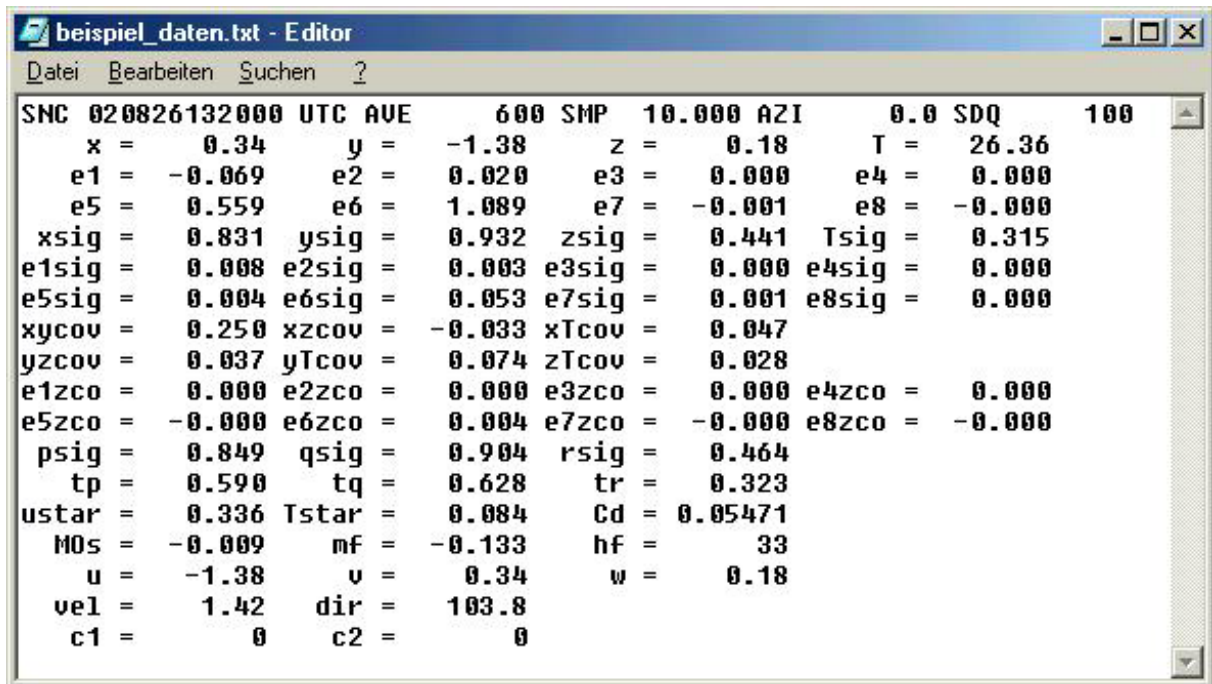 beispiel_daten.txt - Editor
Datei Bearbeiten Suchen ?
SNC 020826132000 UTC AVE 600 SMP 10.000 AZI 0.0 SDQ 100
x = 0.34 y = -1.38 z = 0.18 T = 26.36
e1 = -0.069 e2 = 0.020 e3 = 0.000 e4 = 0.000
e5 = 0.559 e6 = 1.089 e7 = -0.001 e8 = -0.000
xsig = 0.831 ysig = 0.932 zsig = 0.441 Tsig = 0.315
e1sig = 0.008 e2sig = 0.003 e3sig = 0.000 e4sig = 0.000
e5sig = 0.004 e6sig = 0.053 e7sig = 0.001 e8sig = 0.000
xycov = 0.250 xzcov = -0.033 xTcov = 0.047
yzcov = 0.037 yTcov = 0.074 zTcov = 0.028
e1zco = 0.000 e2zco = 0.000 e3zco = 0.000 e4zco = 0.000
e5zco = -0.000 e6zco = 0.004 e7zco = -0.000 e8zco = -0.000
psig = 0.849 qsig = 0.904 rsig = 0.464
tp = 0.590 tq = 0.628 tr = 0.323
ustar = 0.336 Tstar = 0.084 Cd = 0.05471
MOs = -0.009 mf = -0.133 hf = 33
u = -1.38 v = 0.34 w = 0.18
vel = 1.42 dir = 103.8
c1 = 0 c2 = 0